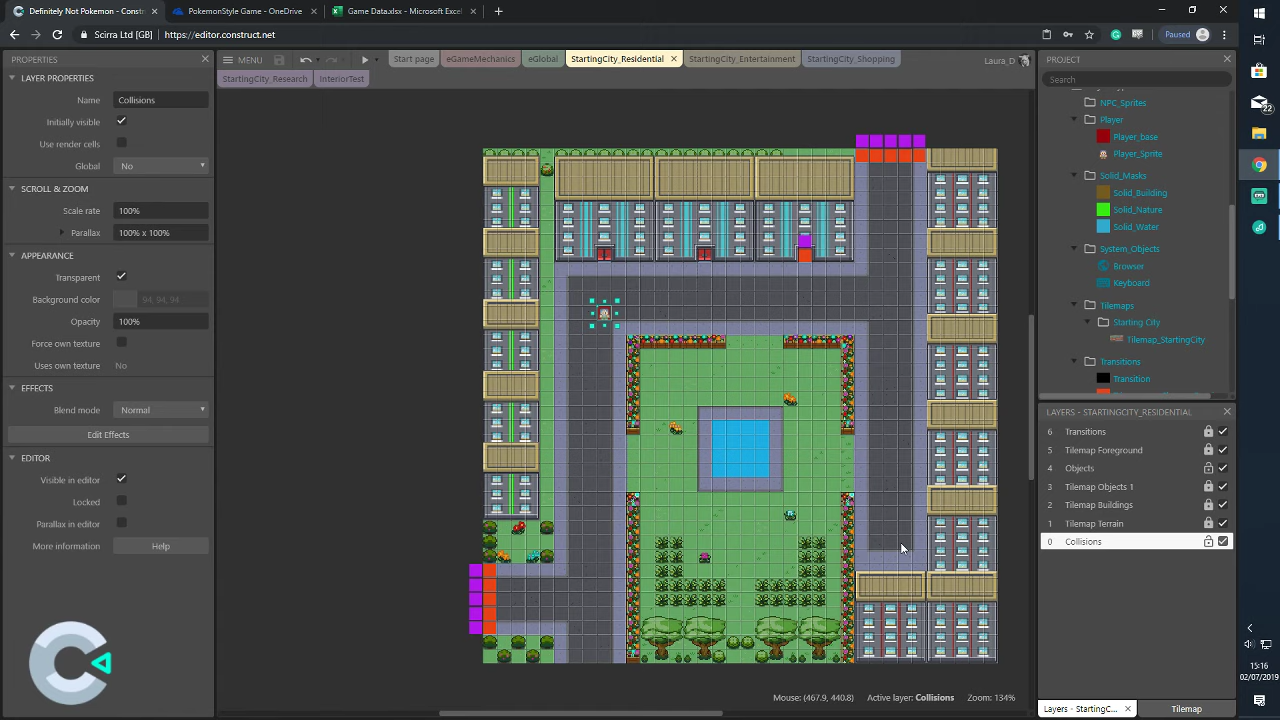 Definitely Not Pokemon - Constru
PokemonStyle Game - OneDrive
Game Data.xlsx - Microsoft Excel
Scirra Ltd [GB] | https://editor.construct.net
Paused
PROPERTIES
MENU
Start page
eGameMechanics
eGlobal
StartingCity_Residential
StartingCity_Entertainment
StartingCity_Shopping
Laura_D
PROJECT
StartingCity_Research
InteriorTest
Search
LAYER PROPERTIES
Name Collisions
Initially visible
Use render cells
Global No
SCROLL & ZOOM
Scale rate 100%
Parallax 100% x 100%
APPEARANCE
Transparent
Background color 94, 94, 94
Opacity 100%
Force own texture
Uses own texture No
EFFECTS
Blend mode Normal
Edit Effects
EDITOR
Visible in editor
Locked
Parallax in editor
More information Help
NPC_Sprites
Player
Player_base
Player_Sprite
Solid_Masks
Solid_Building
Solid_Nature
Solid_Water
System_Objects
Browser
Keyboard
Tilemaps
Starting City
Tilemap_StartingCity
Transitions
Transition
LAYERS - STARTINGCITY_RESIDENTIAL
6 Transitions
5 Tilemap Foreground
4 Objects
3 Tilemap Objects 1
2 Tilemap Buildings
1 Tilemap Terrain
0 Collisions
Mouse: (467.9, 440.8) Active layer: Collisions Zoom: 134%
Layers - StartingC...
Tilemap
22
15:16
02/07/2019